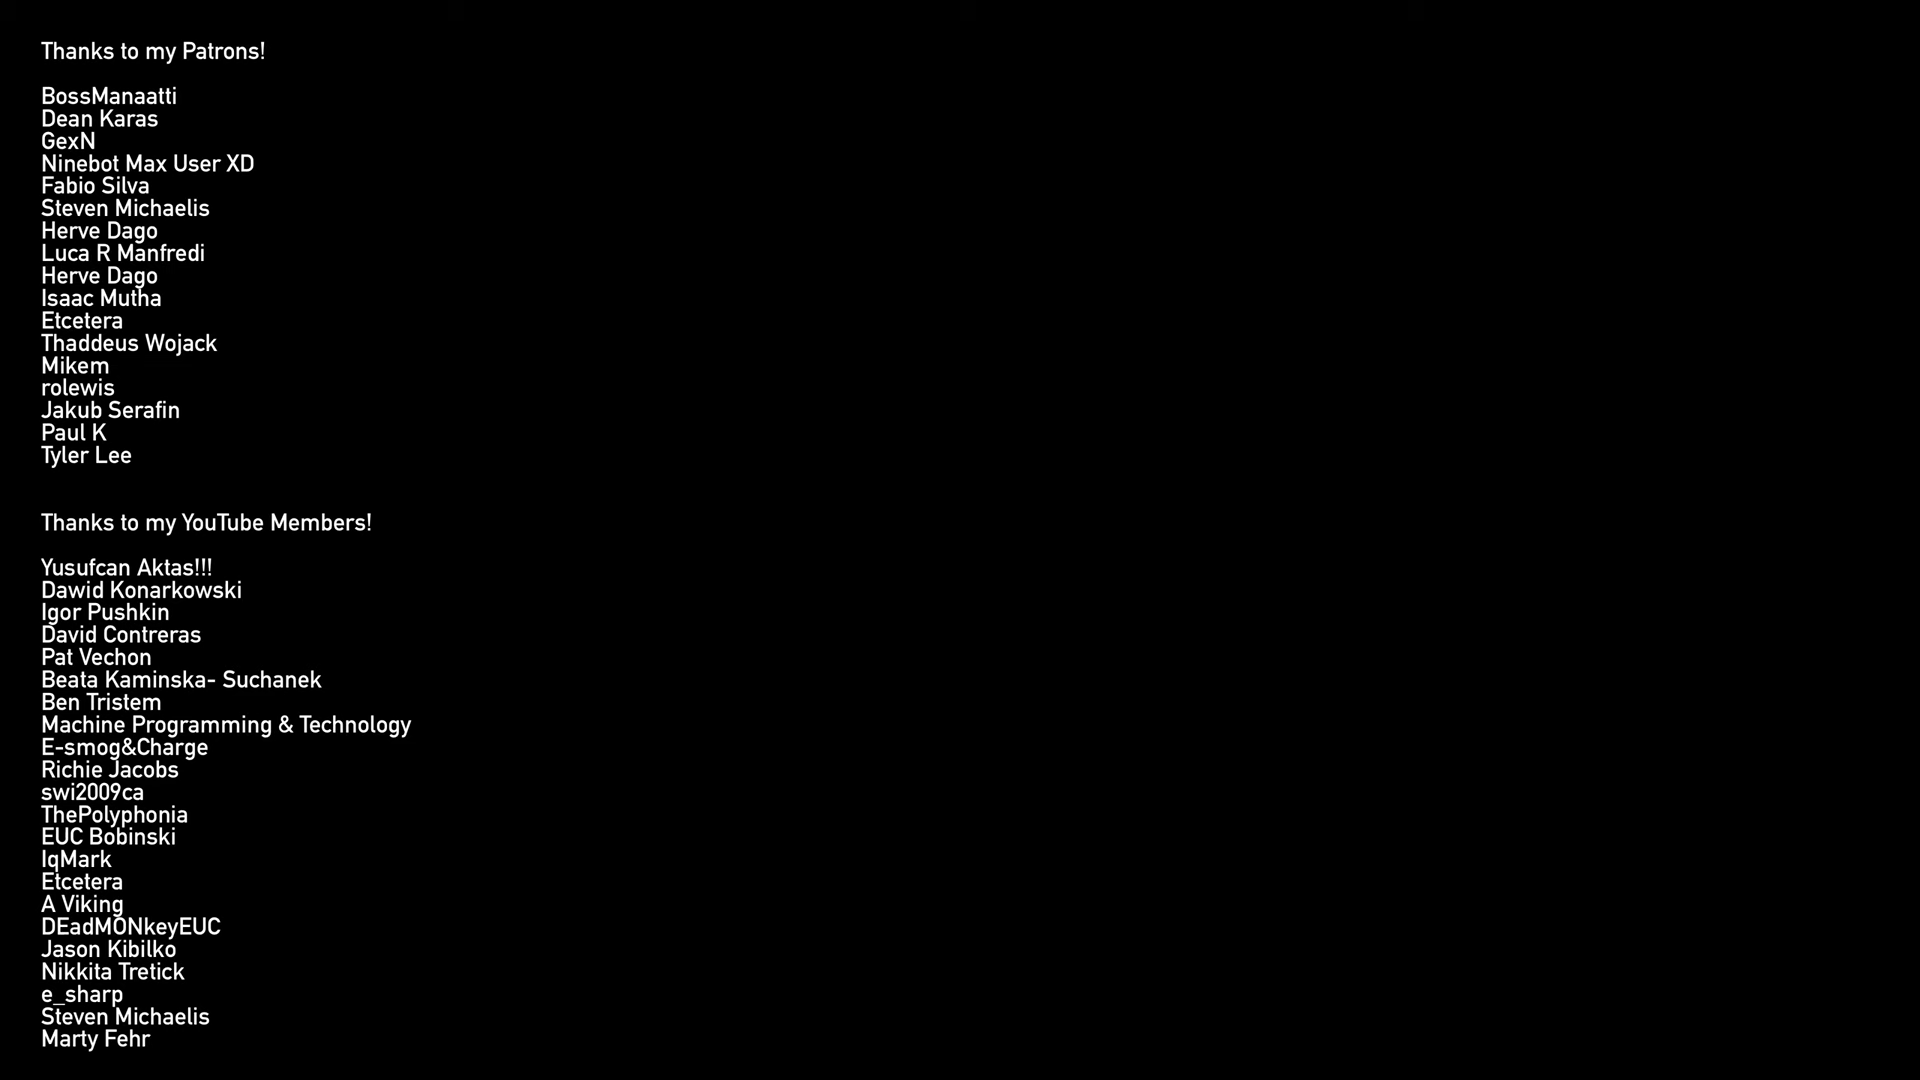 Thanks to my Patrons!
BossManaatti
Dean Karas
GexN
Ninebot Max User XD
Fabio Silva
Steven Michaelis
Herve Dago
Luca R Manfredi
Herve Dago
Isaac Mutha
Etcetera
Thaddeus Wojack
Mikem
rolewis
Jakub Serafin
Paul K
Tyler Lee
Thanks to my YouTube Members!
Yusufcan Aktas!!!
Dawid Konarkowski
Igor Pushkin
David Contreras
Pat Vechon
Beata Kaminska- Suchanek
Ben Tristem
Machine Programming & Technology
E-smog&Charge
Richie Jacobs
swi2009ca
ThePolyphonia
EUC Bobinski
IqMark
Etcetera
A Viking
DEadMONkeyEUC
Jason Kibilko
Nikkita Tretick
e_sharp
Steven Michaelis
Marty Fehr